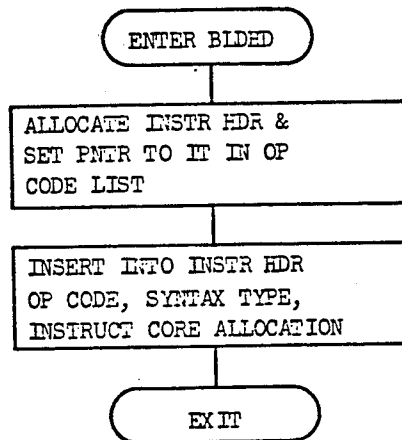 ENTER BLDHD
ALLOCATE INSTR HDR &
SET PNTR TO IT IN OP
CODE LIST
INSERT INTO INSTR HDR
OP CODE, SYNTAX TYPE,
INSTRUCT CORE ALLOCATION
EXIT